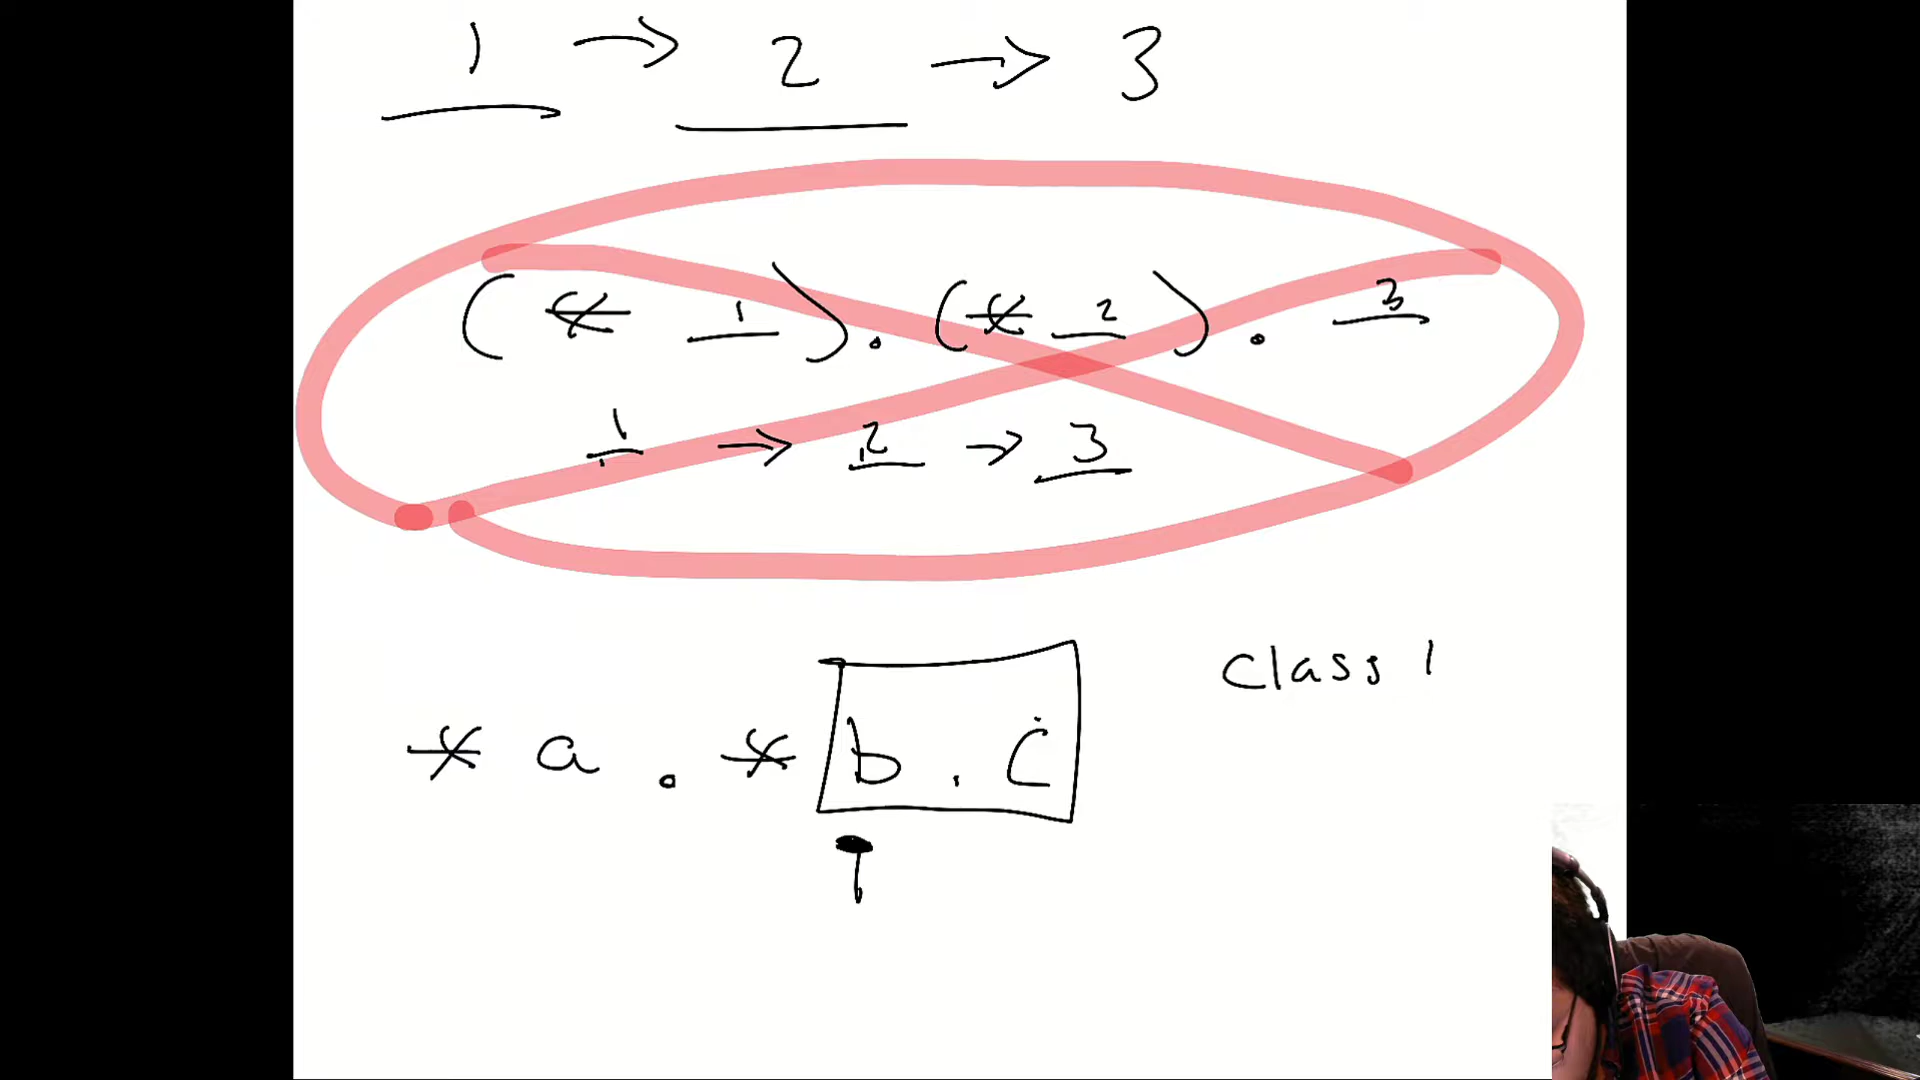 1 → 2 → 3
(* 1).(* 2).3
1 → 2 → 3
class 1
* a . * b . c